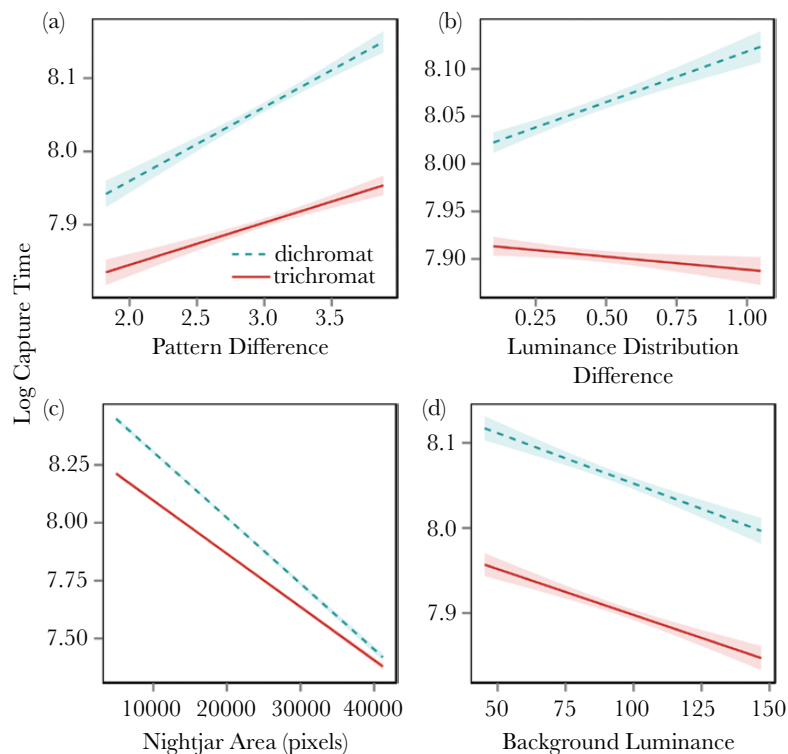 (a)
(b)
8.1
8.0
7.9
dichromat
trichromat
2.0 2.5 3.0 3.5
Pattern Difference
8.10
8.05
8.00
7.95
7.90
0.25 0.50 0.75 1.00
Luminance Distribution
Difference
Log Capture Time
(c)
(d)
8.25
8.00
7.75
7.50
10000 20000 30000 40000
Nightjar Area (pixels)
8.1
8.0
7.9
50 75 100 125 150
Background Luminance